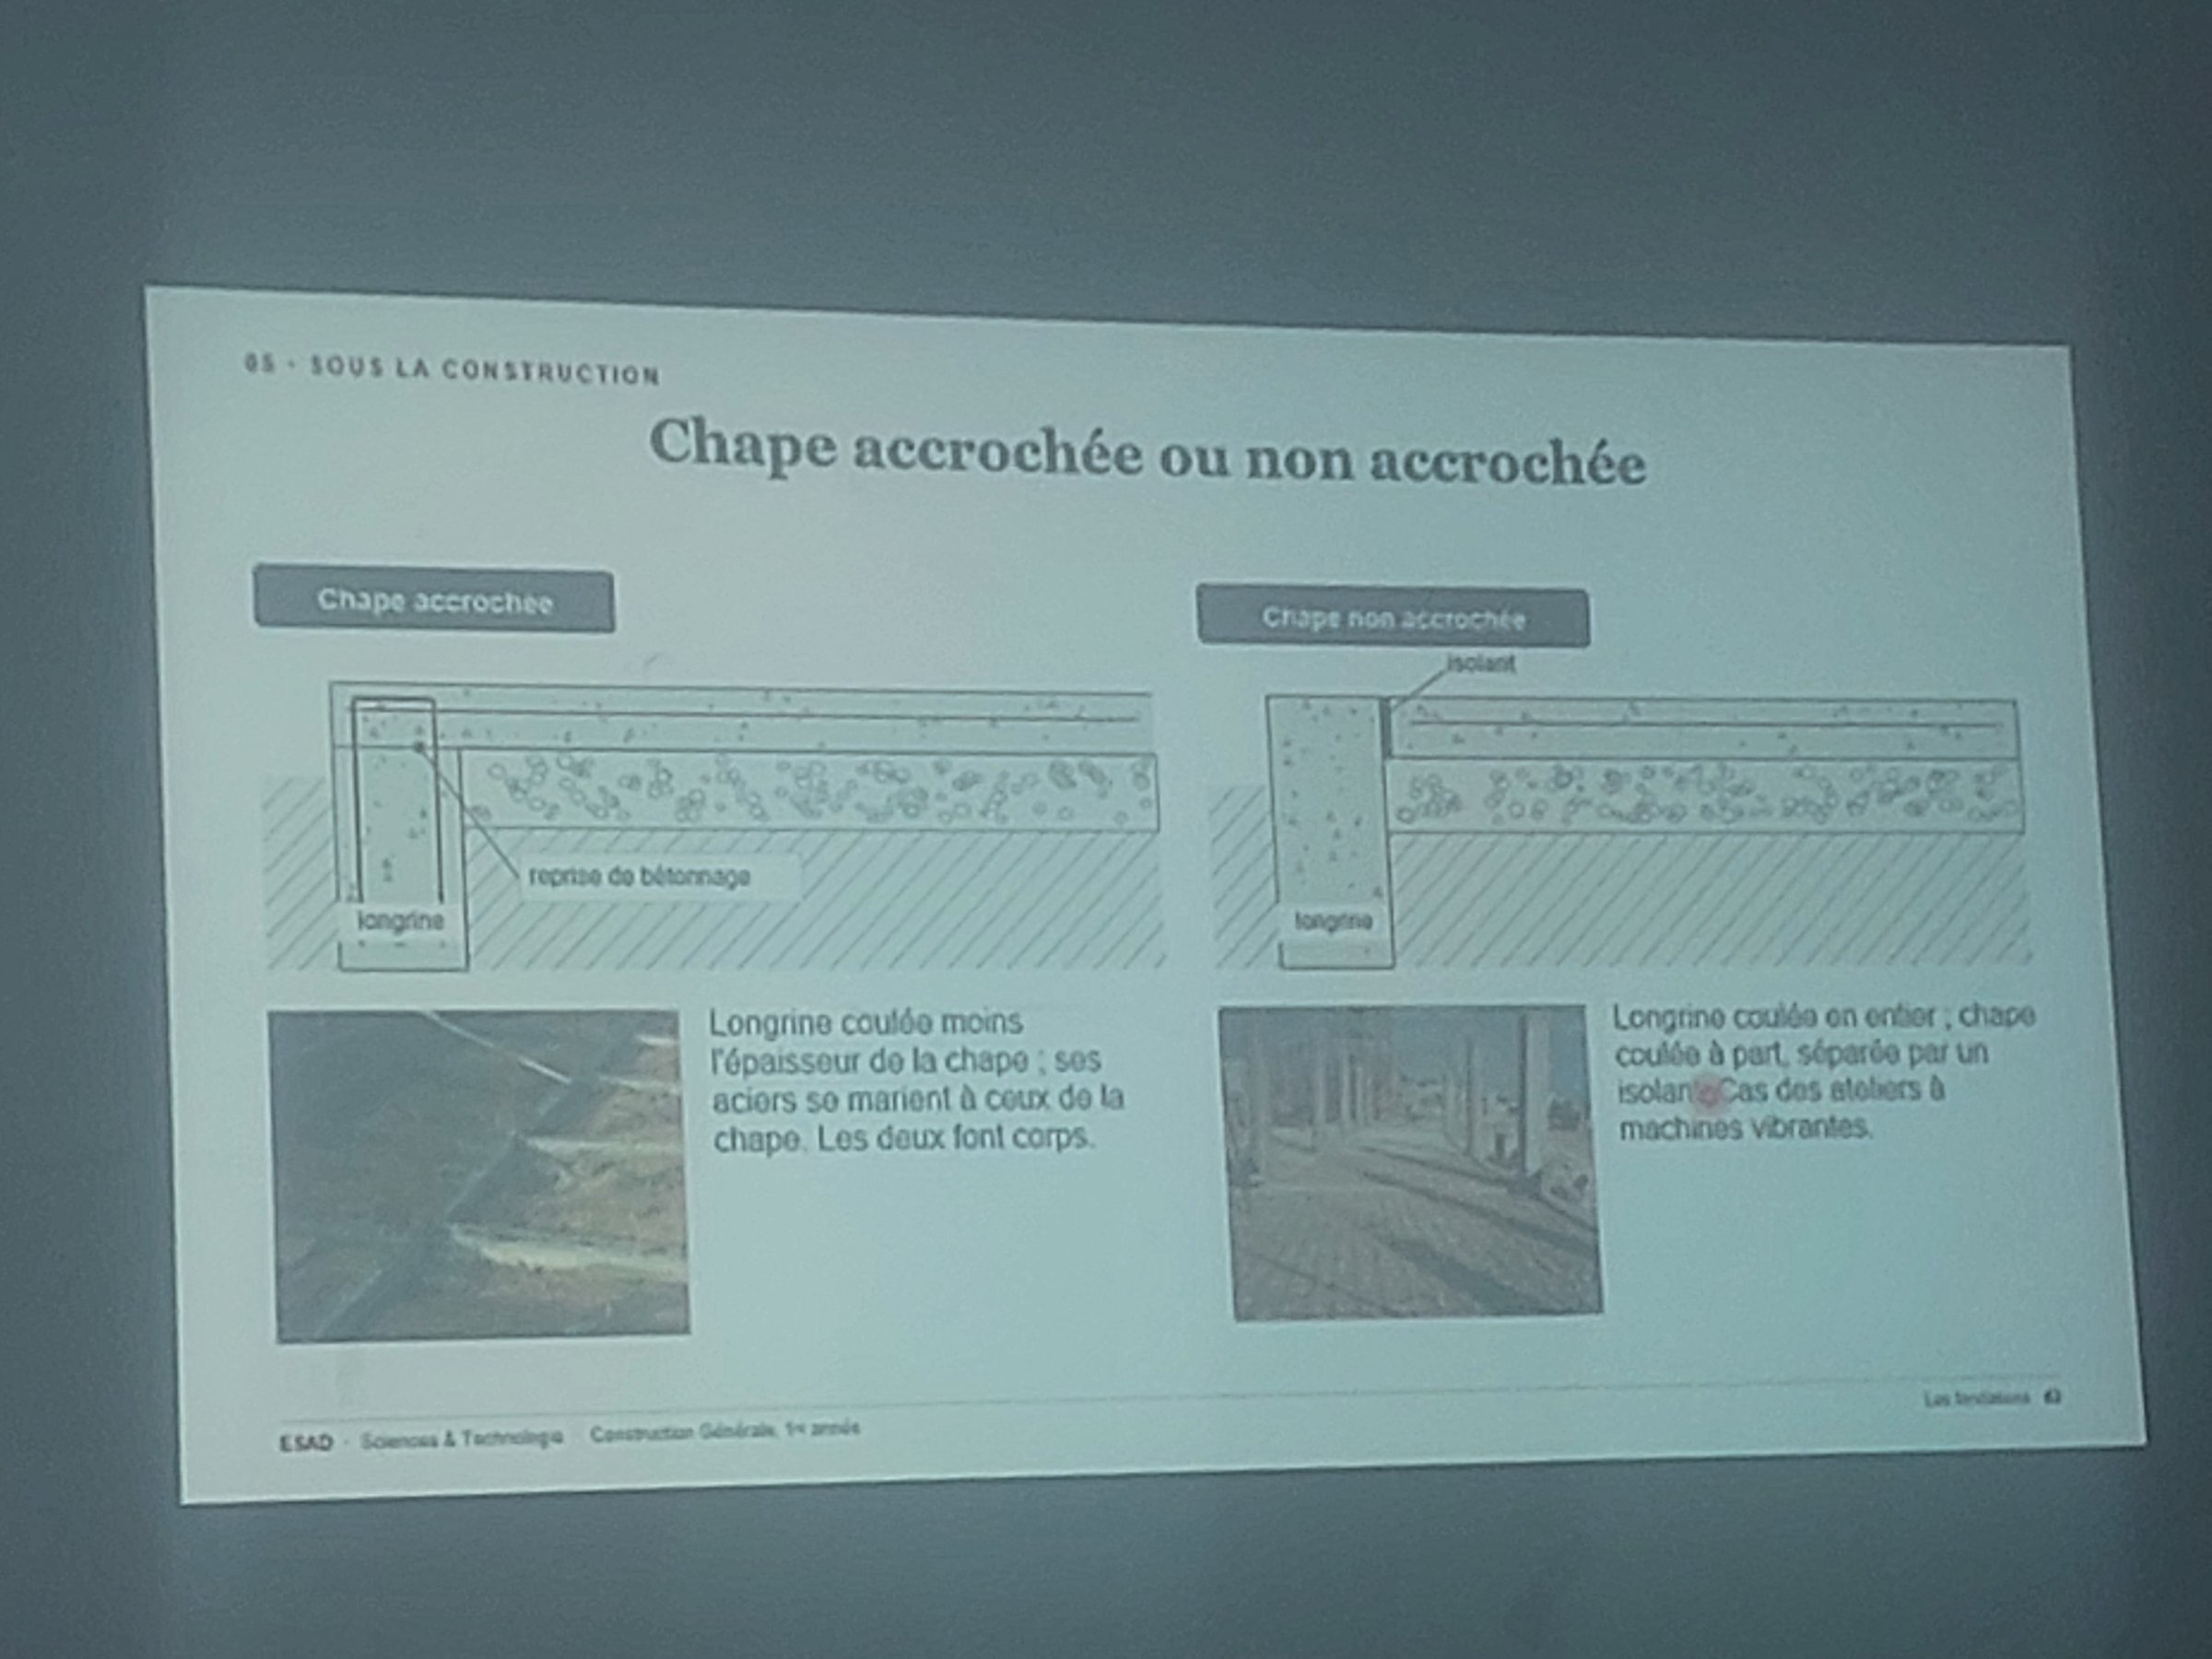 05 · SOUS LA CONSTRUCTION
Chape accrochée ou non accrochée
Chape accrochée
Chape non accrochée
isolant
reprise de bétonnage
longrine
longrine
Longrine coulée moins
l'épaisseur de la chape ; ses
aciers se marient à ceux de la
chape. Les deux font corps.
Longrine coulée en entier ; chape
coulée à part, séparée par un
isolant. Cas des ateliers à
machines vibrantes.
ESAD · Sciences & Technologie Construction Générale, 1re année
Les fondations